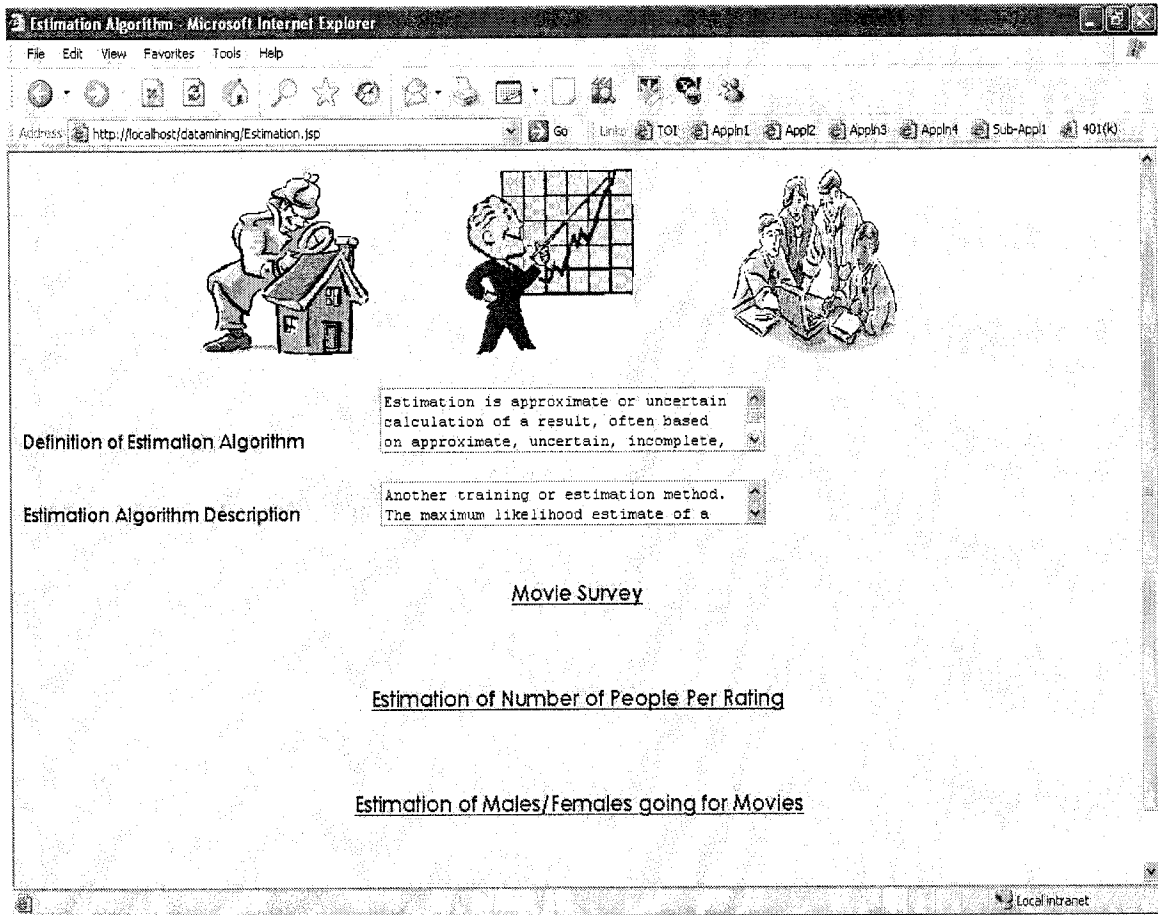 Estimation Algorithm - Microsoft Internet Explorer
File Edit View Favorites Tools Help
Address http://localhost/datamining/Estimation.jsp Go Links TOI Appln1 Appl2 Appln3 Appln4 Sub-Appl1 401(k)
Estimation is approximate or uncertain
calculation of a result, often based
on approximate, uncertain, incomplete,
Definition of Estimation Algorithm
Another training or estimation method.
The maximum likelihood estimate of a
Estimation Algorithm Description
Movie Survey
Estimation of Number of People Per Rating
Estimation of Males/Females going for Movies
Local intranet